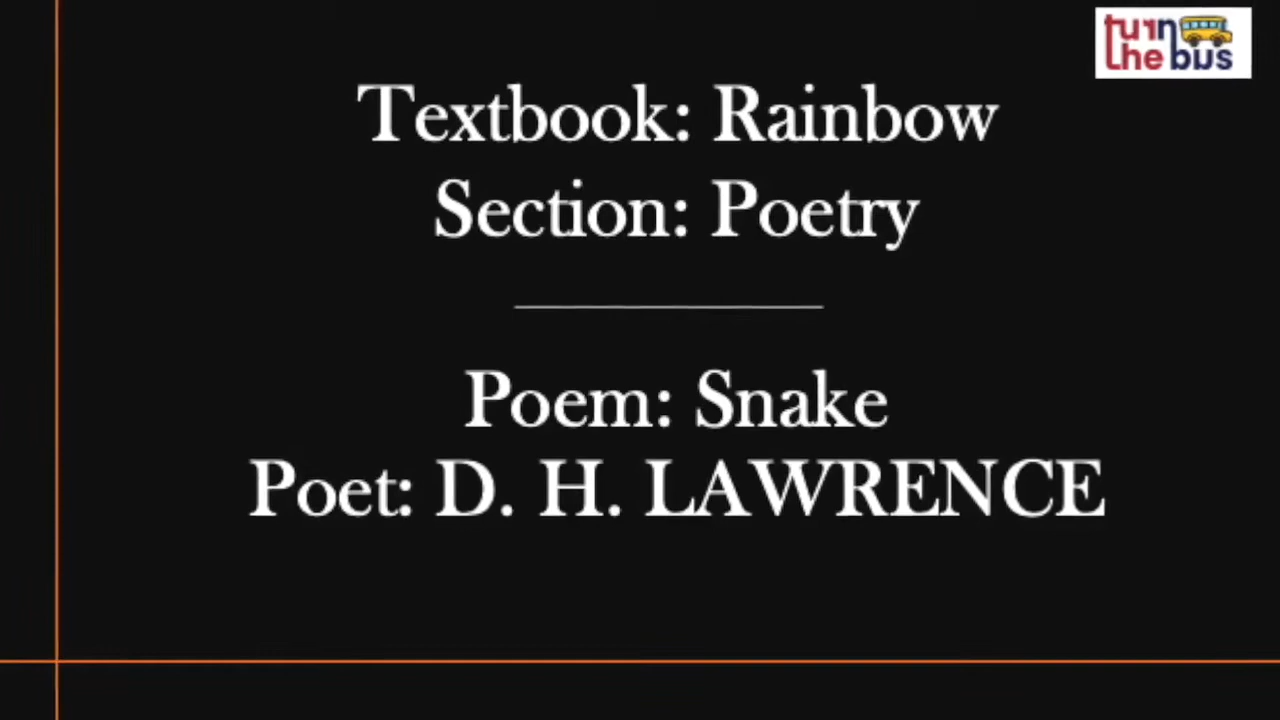 turn
the bus
Textbook: Rainbow
Section: Poetry
Poem: Snake
Poet: D. H. LAWRENCE